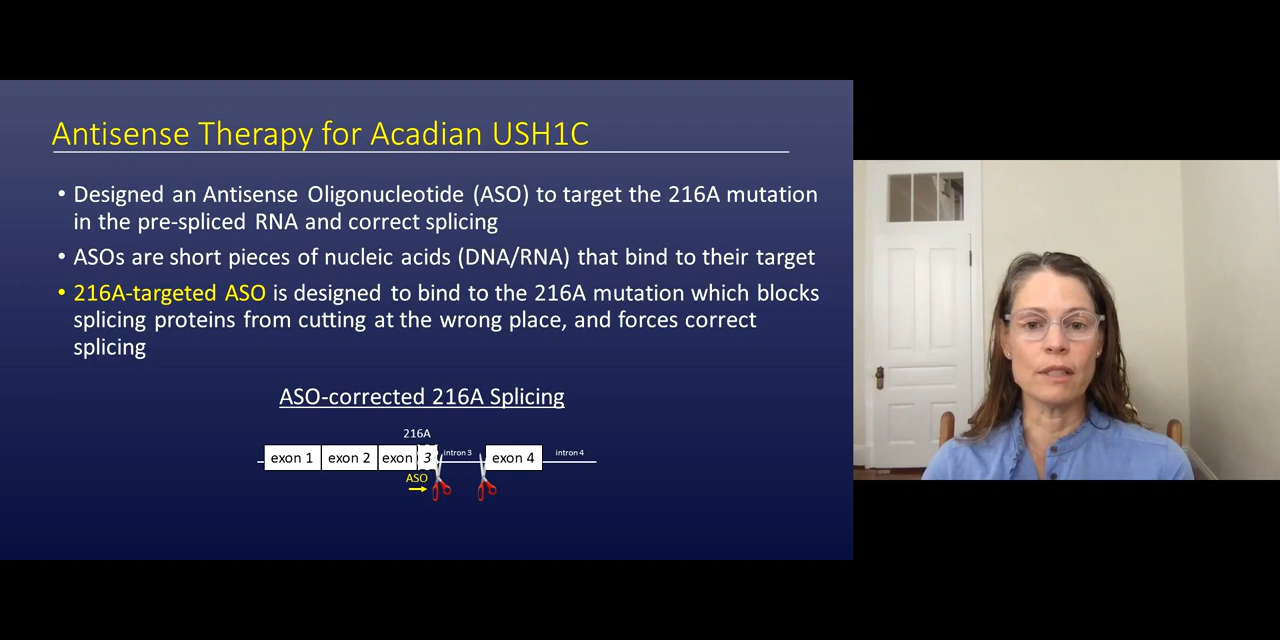 Antisense Therapy for Acadian USH1C
• Designed an Antisense Oligonucleotide (ASO) to target the 216A mutation
in the pre-spliced RNA and correct splicing
• ASOs are short pieces of nucleic acids (DNA/RNA) that bind to their target
• 216A-targeted ASO is designed to bind to the 216A mutation which blocks
splicing proteins from cutting at the wrong place, and forces correct
splicing
ASO-corrected 216A Splicing
216A
exon 1 exon 2 exon 3 intron 3 exon 4 intron 4
ASO